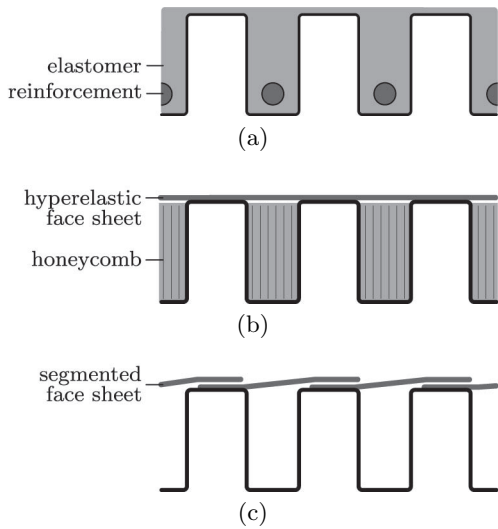 elastomer
reinforcement
(a)
hyperelastic
face sheet
honeycomb
(b)
segmented
face sheet
(c)